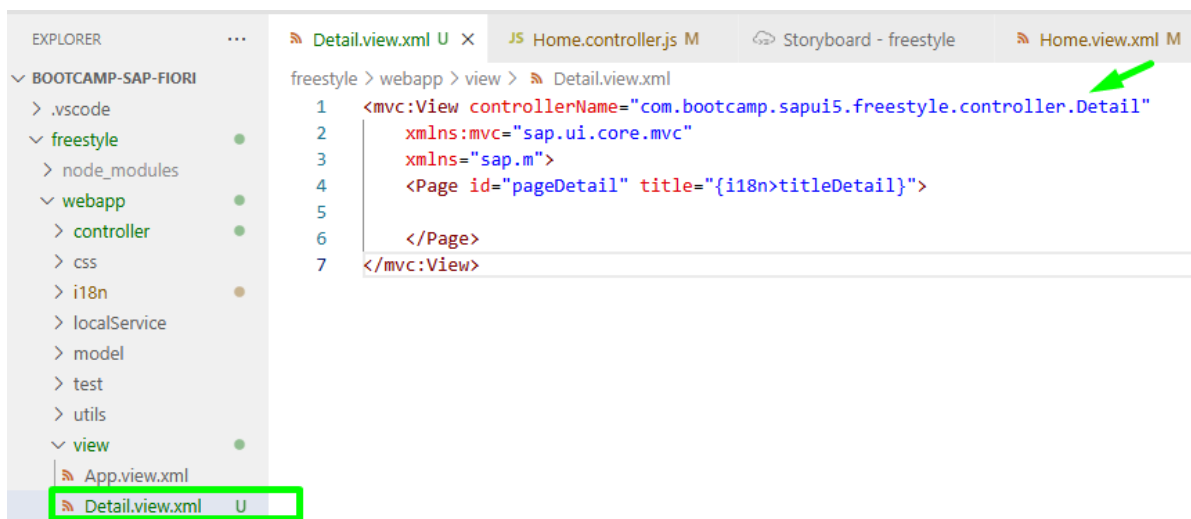 EXPLORER ...
BOOTCAMP-SAP-FIORI
.vscode
freestyle
node_modules
webapp
controller
css
i18n
localService
model
test
utils
view
App.view.xml
Detail.view.xml U
Detail.view.xml U JS Home.controller.js M Storyboard - freestyle Home.view.xml M
freestyle > webapp > view > Detail.view.xml
1 <mvc:View controllerName="com.bootcamp.sapui5.freestyle.controller.Detail"
2 xmlns:mvc="sap.ui.core.mvc"
3 xmlns="sap.m">
4 <Page id="pageDetail" title="{i18n>titleDetail}">
5
6 </Page>
7 </mvc:View>